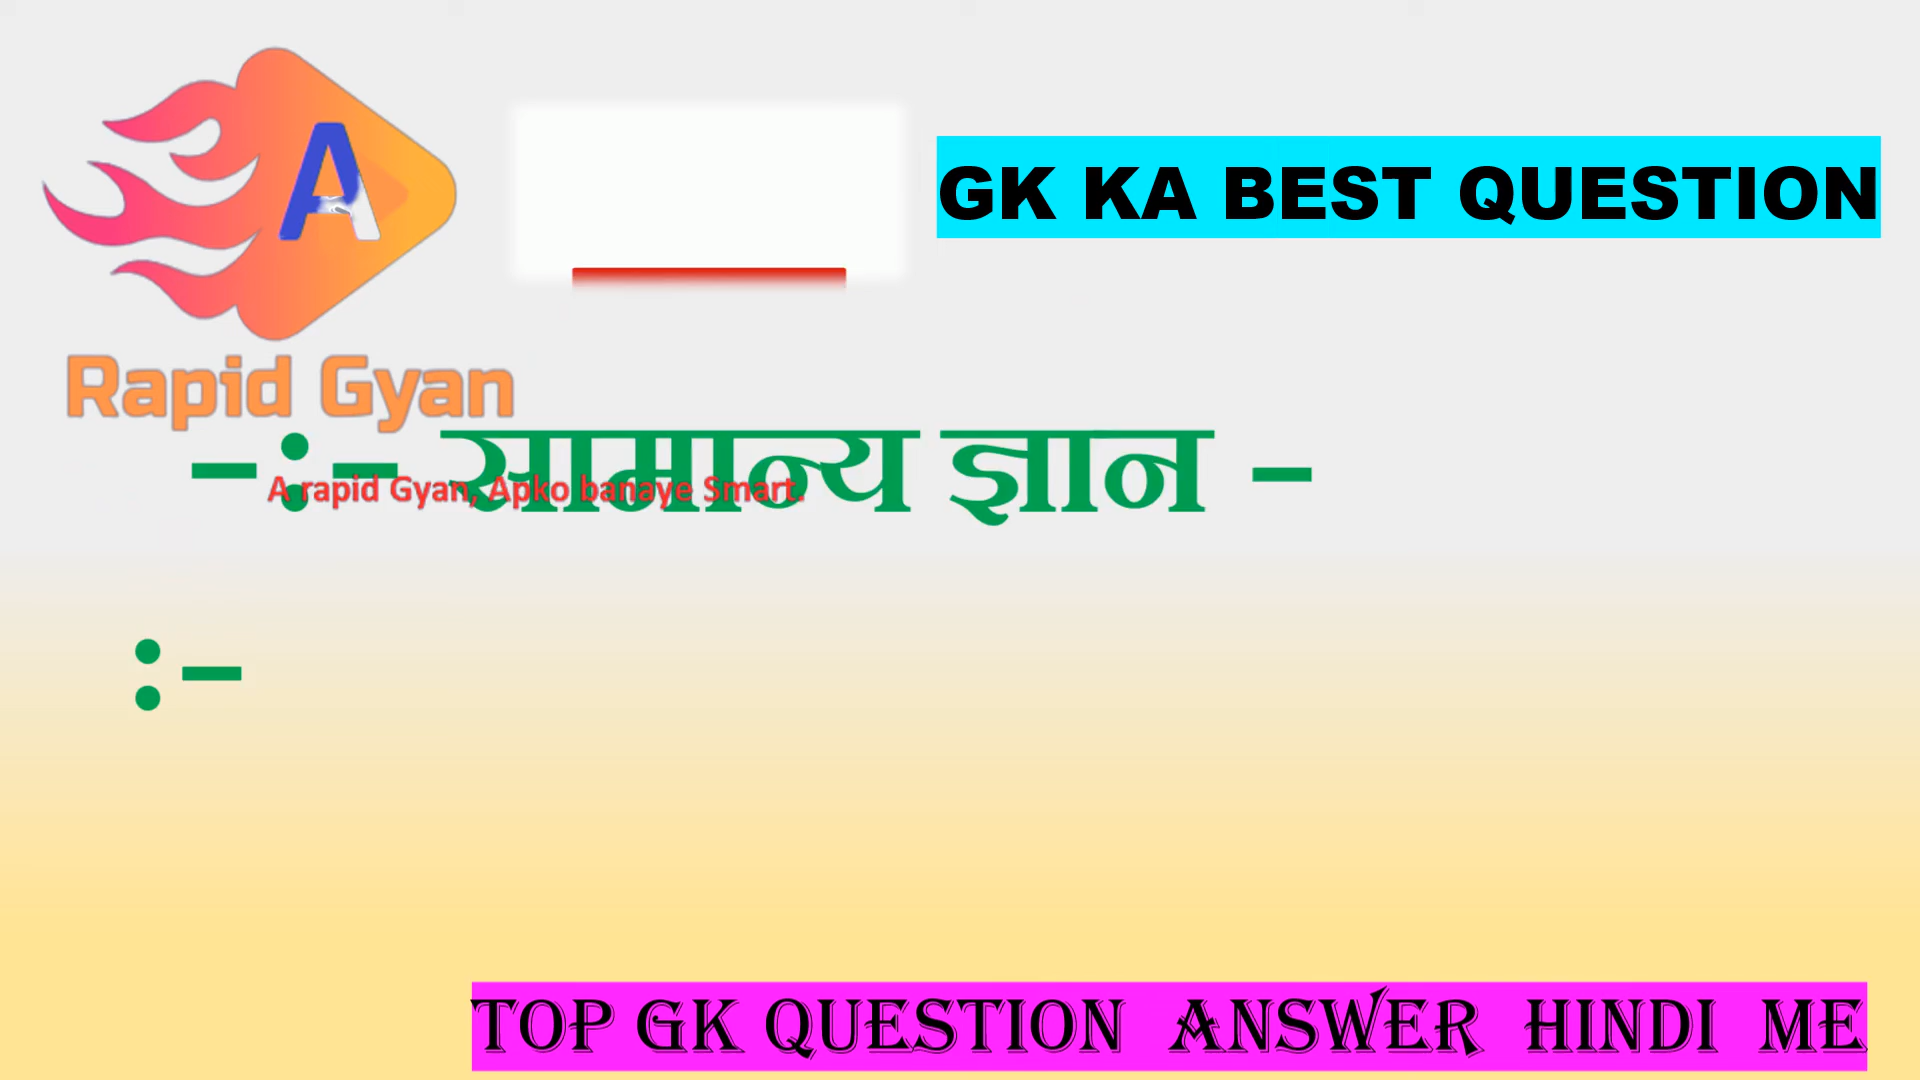 A
GK KA BEST QUESTION
Rapid Gyan
-:- सामान्य ज्ञान -
A rapid Gyan, Apko banaye Smart.
:-
TOP GK QUESTION ANSWER HINDI ME